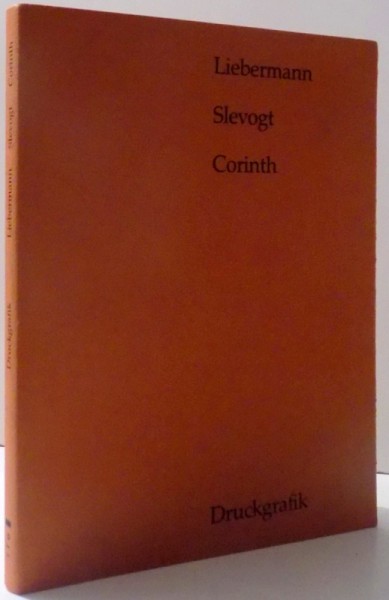 Liebermann
Slevogt
Corinth
Druckgrafik
Druckgrafik Liebermann Slevogt Corinth